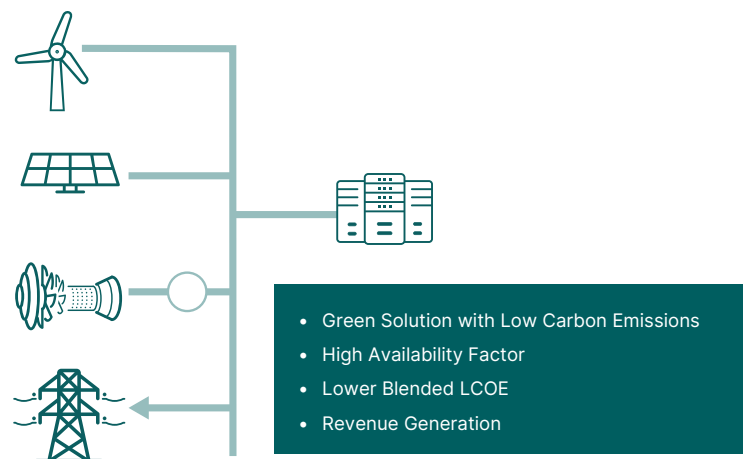 • Green Solution with Low Carbon Emissions
• High Availability Factor
• Lower Blended LCOE
• Revenue Generation